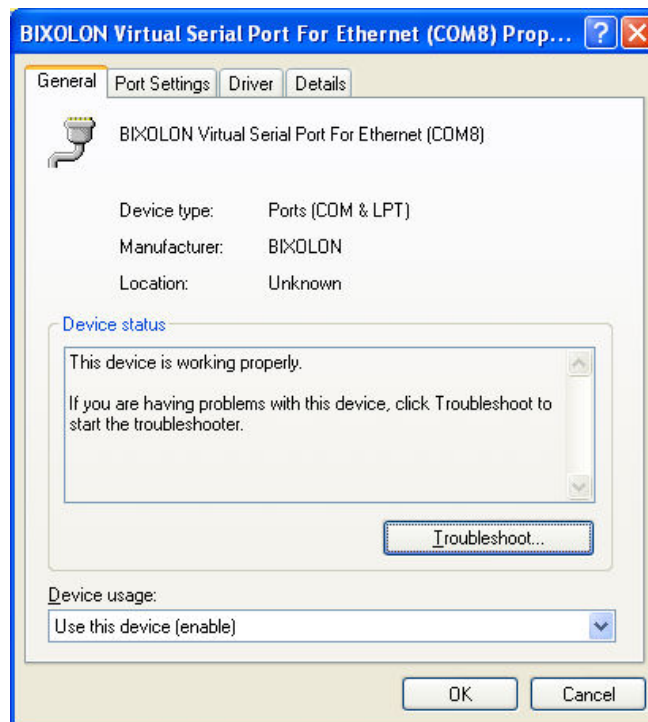 BIXOLON Virtual Serial Port For Ethernet (COM8) Prop...
General Port Settings Driver Details
BIXOLON Virtual Serial Port For Ethernet (COM8)
Device type: Ports (COM & LPT)
Manufacturer: BIXOLON
Location: Unknown
Device status
This device is working properly.
If you are having problems with this device, click Troubleshoot to
start the troubleshooter.
Troubleshoot...
Device usage:
Use this device (enable)
OK Cancel